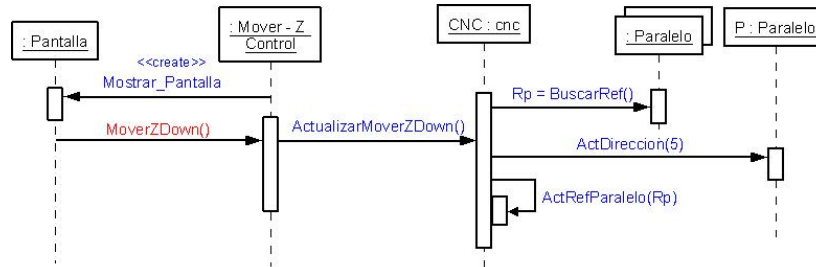 : Pantalla
: Mover - Z
Control
CNC : cnc
: Paralelo
P : Paralelo
<<create>>
Mostrar_Pantalla
Rp = BuscarRef()
MoverZDown()
ActualizarMoverZDown()
ActDireccion(5)
ActRefParalelo(Rp)